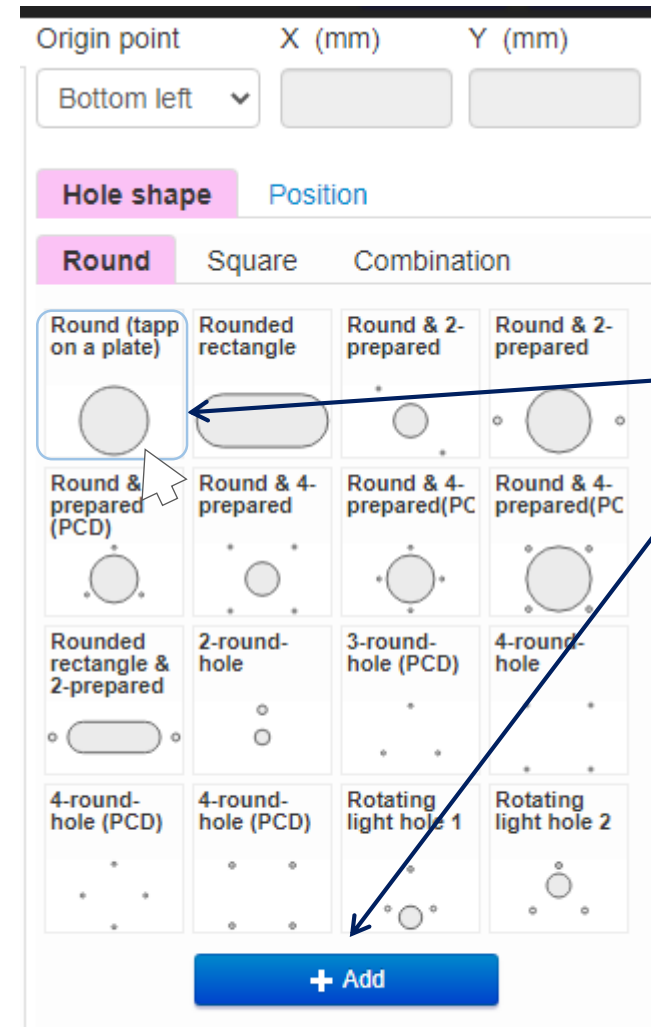 Origin point X (mm) Y (mm)
Bottom left
Hole shape Position
Round Square Combination
Round (tapp
on a plate)
Rounded
rectangle
Round & 2-
prepared
Round & 2-
prepared
Round &
prepared
(PCD)
Round & 4-
prepared
Round & 4-
prepared(PC
Round & 4-
prepared(PC
Rounded
rectangle &
2-prepared
2-round-
hole
3-round-
hole (PCD)
4-round-
hole
4-round-
hole (PCD)
4-round-
hole (PCD)
Rotating
light hole 1
Rotating
light hole 2
+ Add